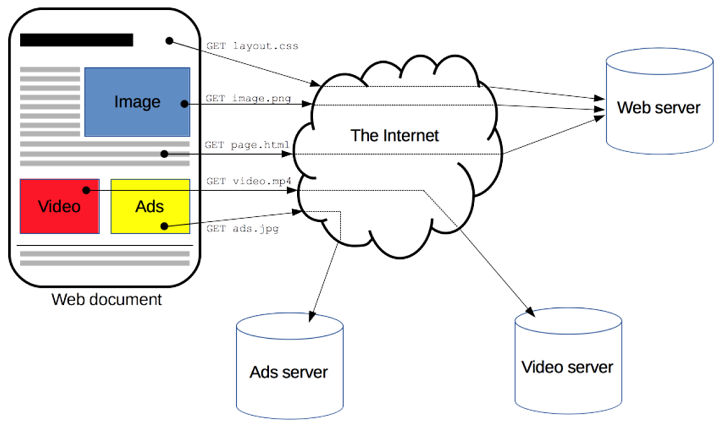 GET layout.css
Image
GET image.png
Web server
The Internet
GET page.html
GET video.mp4
Video
Ads
GET ads.jpg
Web document
Ads server
Video server